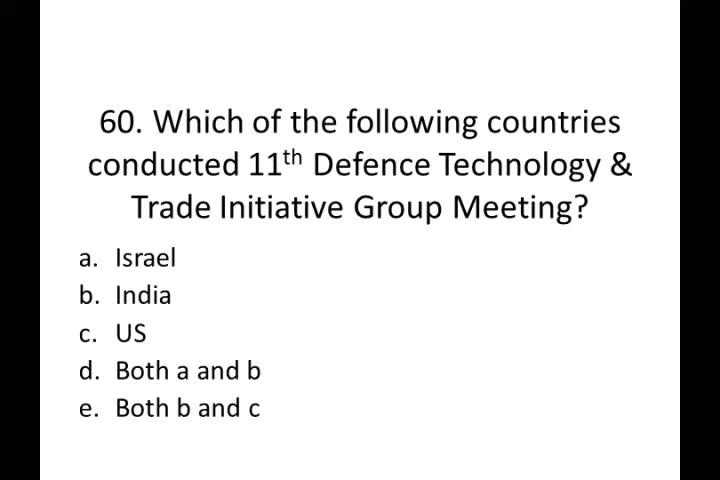 60. Which of the following countries
conducted 11th Defence Technology &
Trade Initiative Group Meeting?
a. Israel
b. India
c. US
d. Both a and b
e. Both b and c